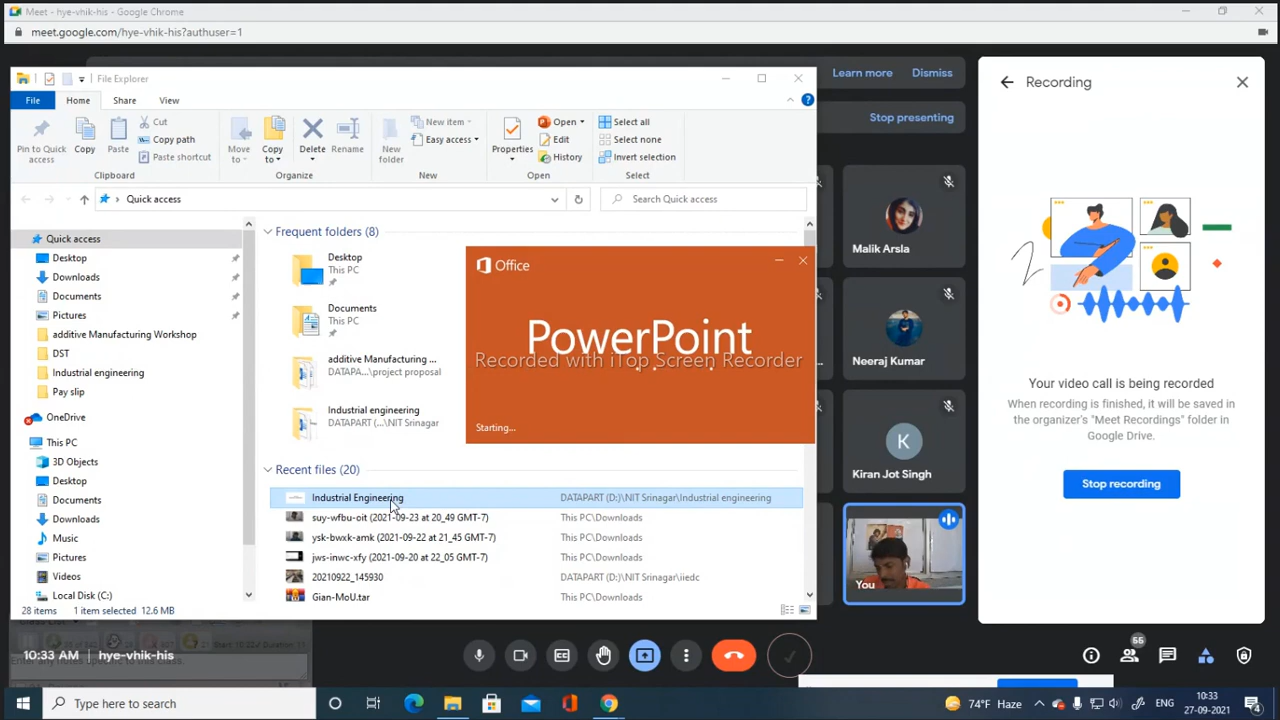 Meet - hye-vhik-his - Google Chrome
meet.google.com/hye-vhik-his?authuser=1
File Explorer
File Home Share View
Pin to Quick access
Copy
Paste
Cut
Copy path
Paste shortcut
Clipboard
Move to
Copy to
Delete
Rename
Organize
New folder
New item
Easy access
New
Properties
Open
Edit
History
Open
Select all
Select none
Invert selection
Select
Quick access
Search Quick access
Quick access
Desktop
Downloads
Documents
Pictures
additive Manufacturing Workshop
DST
Industrial engineering
Pay slip
OneDrive
This PC
3D Objects
Desktop
Documents
Downloads
Music
Pictures
Videos
Local Disk (C:)
Frequent folders (8)
Desktop
This PC
Documents
This PC
additive Manufacturing ...
DATAPA...\project proposal
Industrial engineering
DATAPART (...\NIT Srinagar
Recent files (20)
Industrial Engineering DATAPART (D:)\NIT Srinagar\Industrial engineering
suy-wfbu-oit (2021-09-23 at 20_49 GMT-7) This PC\Downloads
ysk-bwxk-amk (2021-09-22 at 21_45 GMT-7) This PC\Downloads
jws-inwc-xfy (2021-09-20 at 22_05 GMT-7) This PC\Downloads
20210922_145930 DATAPART (D:)\NIT Srinagar\iiedc
Gian-MoU.tar This PC\Downloads
28 items 1 item selected 12.6 MB
Office
PowerPoint
Recorded with iTop Screen Recorder
Starting...
Learn more Dismiss
Stop presenting
Malik Arsla
Neeraj Kumar
K
Kiran Jot Singh
You
Recording
Your video call is being recorded
When recording is finished, it will be saved
in the organizer's "Meet Recordings" folder in
Google Drive.
Stop recording
10:33 AM hye-vhik-his
55
Type here to search
74°F Haze
ENG
10:33
27-09-2021
4